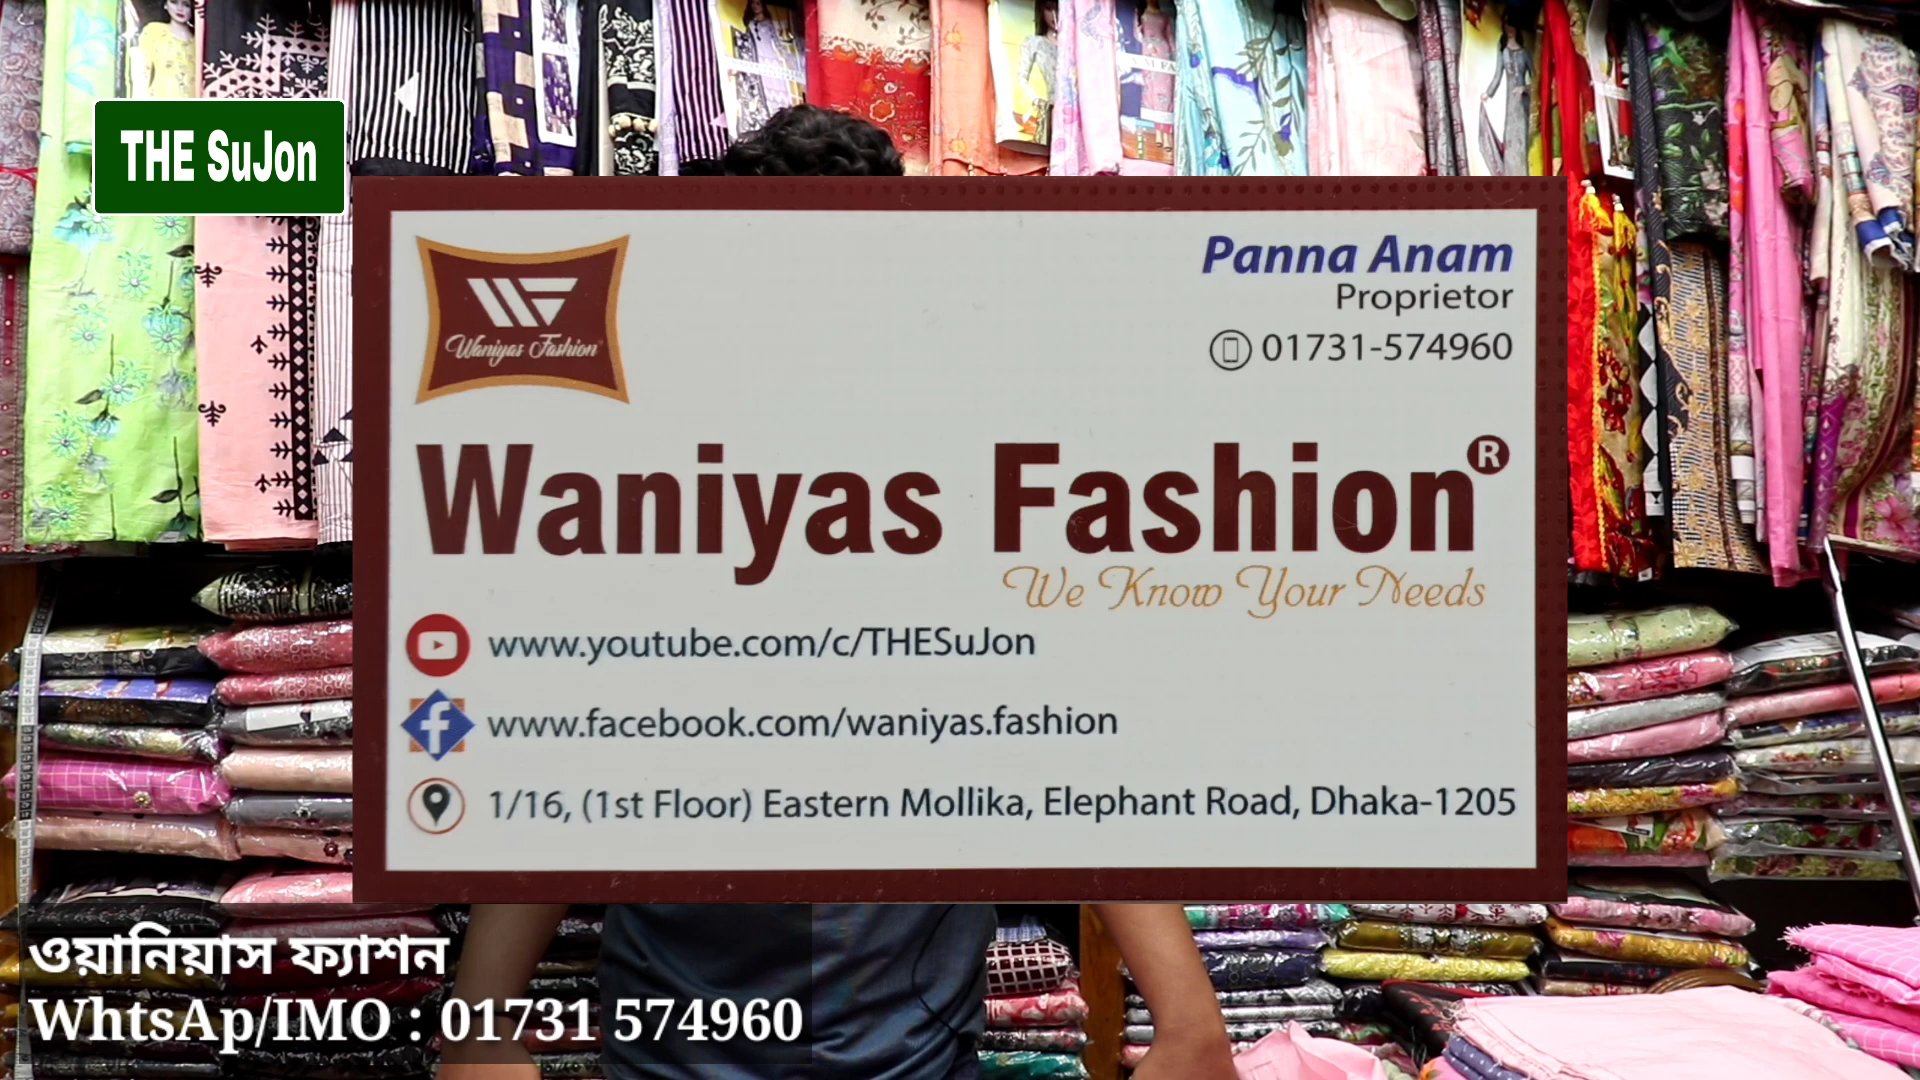 THE SuJon
WF
Waniyas Fashion
Panna Anam
Proprietor
01731-574960
Waniyas Fashion®
We Know Your Needs
www.youtube.com/c/THESuJon
www.facebook.com/waniyas.fashion
1/16, (1st Floor) Eastern Mollika, Elephant Road, Dhaka-1205
ওয়ানিয়াস ফ্যাশন
WhtsAp/IMO : 01731 574960